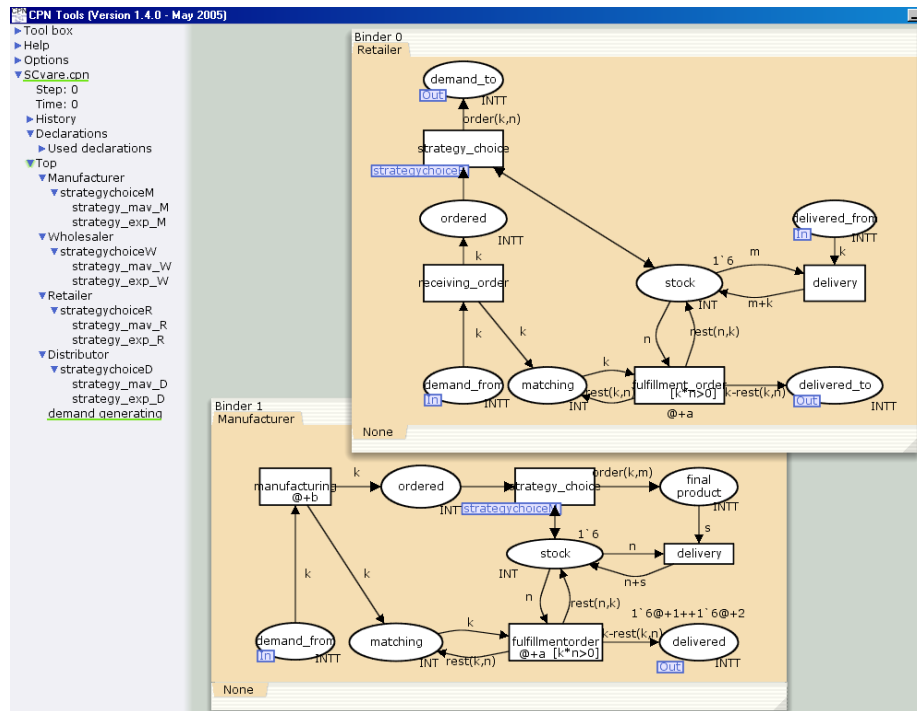 CPN Tools (Version 1.4.0 - May 2005)
Tool box
Help
Options
SCvare.cpn
Step: 0
Time: 0
History
Declarations
Used declarations
Top
Manufacturer
strategychoiceM
strategy_mav_M
strategy_exp_M
Wholesaler
strategychoiceW
strategy_mav_W
strategy_exp_W
Retailer
strategychoiceR
strategy_mav_R
strategy_exp_R
Distributor
strategychoiceD
strategy_mav_D
strategy_exp_D
demand generating
Binder 0
Retailer
demand_to
Out
INTT
order(k,n)
strategy_choice
ordered
INTT
k
receiving_order
k
k
demand_from
In
INTT
matching
INT
k
rest(k,n)
stock
1`6
INT
m
m+k
delivered_from
In
INTT
k
delivery
n
rest(n,k)
fulfillment_order
[k*n>0]
@+a
k-rest(k,n)
delivered_to
Out
INTT
None
Binder 1
Manufacturer
manufacturing
@+b
k
ordered
INT
strategy_choice
order(k,m)
final
product
INTT
s
delivery
stock
1`6
INT
n
n+s
k
k
demand_from
In
INTT
matching
INT
k
rest(k,n)
n
rest(n,k)
fulfillmentorder
@+a [k*n>0]
k-rest(k,n)
1`6@+1++1`6@+2
delivered
Out
INTT
None